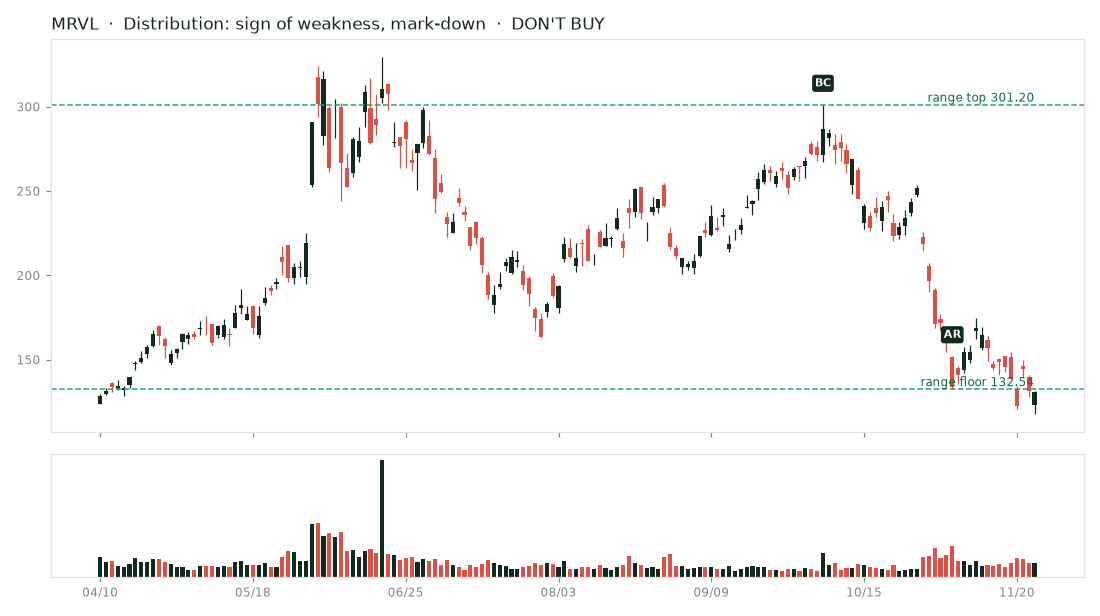 MRVL · Distribution: sign of weakness, mark-down · DON'T BUY
BC
range top 301.20
300
250
200
AR
150
range floor 132.54
04/10 05/18 06/25 08/03 09/09 10/15 11/20